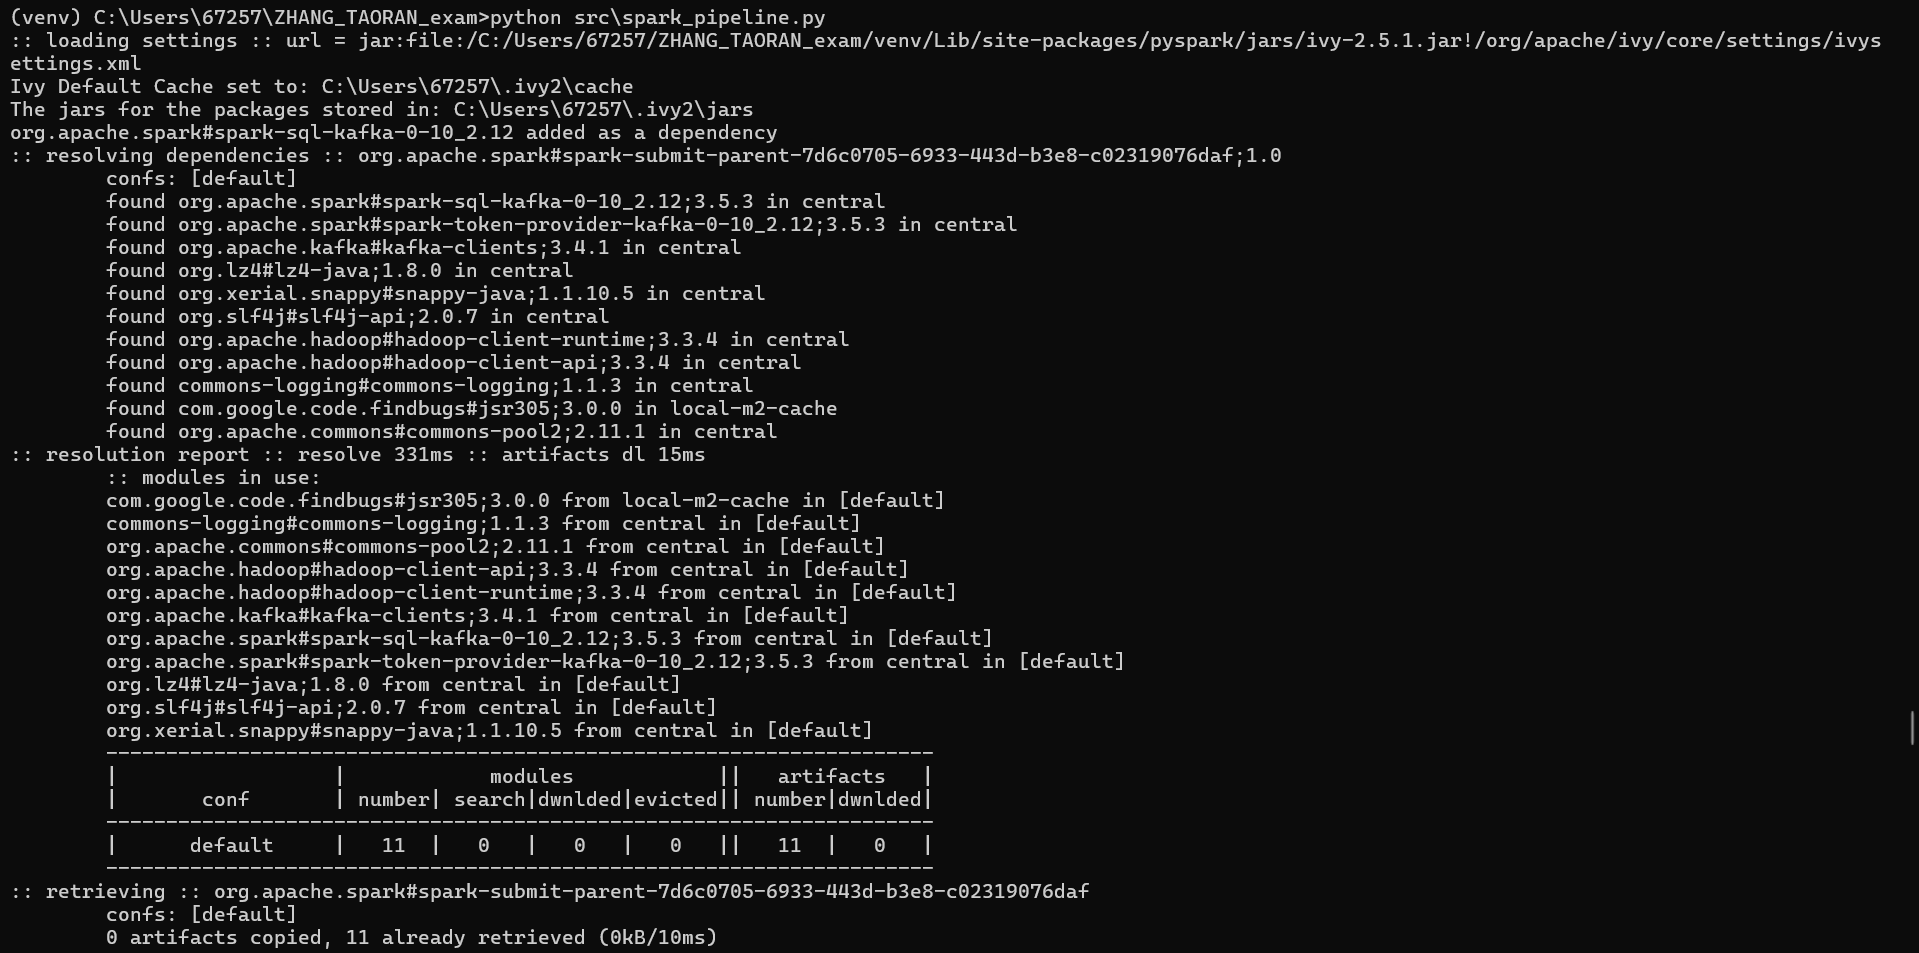 (venv) C:\Users\67257\ZHANG_TAORAN_exam>python src\spark_pipeline.py
:: loading settings :: url = jar:file:/C:/Users/67257/ZHANG_TAORAN_exam/venv/Lib/site-packages/pyspark/jars/ivy-2.5.1.jar!/org/apache/ivy/core/settings/ivys
ettings.xml
Ivy Default Cache set to: C:\Users\67257\.ivy2\cache
The jars for the packages stored in: C:\Users\67257\.ivy2\jars
org.apache.spark#spark-sql-kafka-0-10_2.12 added as a dependency
:: resolving dependencies :: org.apache.spark#spark-submit-parent-7d6c0705-6933-443d-b3e8-c02319076daf;1.0
        confs: [default]
        found org.apache.spark#spark-sql-kafka-0-10_2.12;3.5.3 in central
        found org.apache.spark#spark-token-provider-kafka-0-10_2.12;3.5.3 in central
        found org.apache.kafka#kafka-clients;3.4.1 in central
        found org.lz4#lz4-java;1.8.0 in central
        found org.xerial.snappy#snappy-java;1.1.10.5 in central
        found org.slf4j#slf4j-api;2.0.7 in central
        found org.apache.hadoop#hadoop-client-runtime;3.3.4 in central
        found org.apache.hadoop#hadoop-client-api;3.3.4 in central
        found commons-logging#commons-logging;1.1.3 in central
        found com.google.code.findbugs#jsr305;3.0.0 in local-m2-cache
        found org.apache.commons#commons-pool2;2.11.1 in central
:: resolution report :: resolve 331ms :: artifacts dl 15ms
        :: modules in use:
        com.google.code.findbugs#jsr305;3.0.0 from local-m2-cache in [default]
        commons-logging#commons-logging;1.1.3 from central in [default]
        org.apache.commons#commons-pool2;2.11.1 from central in [default]
        org.apache.hadoop#hadoop-client-api;3.3.4 from central in [default]
        org.apache.hadoop#hadoop-client-runtime;3.3.4 from central in [default]
        org.apache.kafka#kafka-clients;3.4.1 from central in [default]
        org.apache.spark#spark-sql-kafka-0-10_2.12;3.5.3 from central in [default]
        org.apache.spark#spark-token-provider-kafka-0-10_2.12;3.5.3 from central in [default]
        org.lz4#lz4-java;1.8.0 from central in [default]
        org.slf4j#slf4j-api;2.0.7 from central in [default]
        org.xerial.snappy#snappy-java;1.1.10.5 from central in [default]
        ---------------------------------------------------------------------
        |                  |            modules            ||   artifacts   |
        |       conf       | number| search|dwnlded|evicted|| number|dwnlded|
        ---------------------------------------------------------------------
        |      default     |   11  |   0   |   0   |   0   ||   11  |   0   |
        ---------------------------------------------------------------------
:: retrieving :: org.apache.spark#spark-submit-parent-7d6c0705-6933-443d-b3e8-c02319076daf
        confs: [default]
        0 artifacts copied, 11 already retrieved (0kB/10ms)